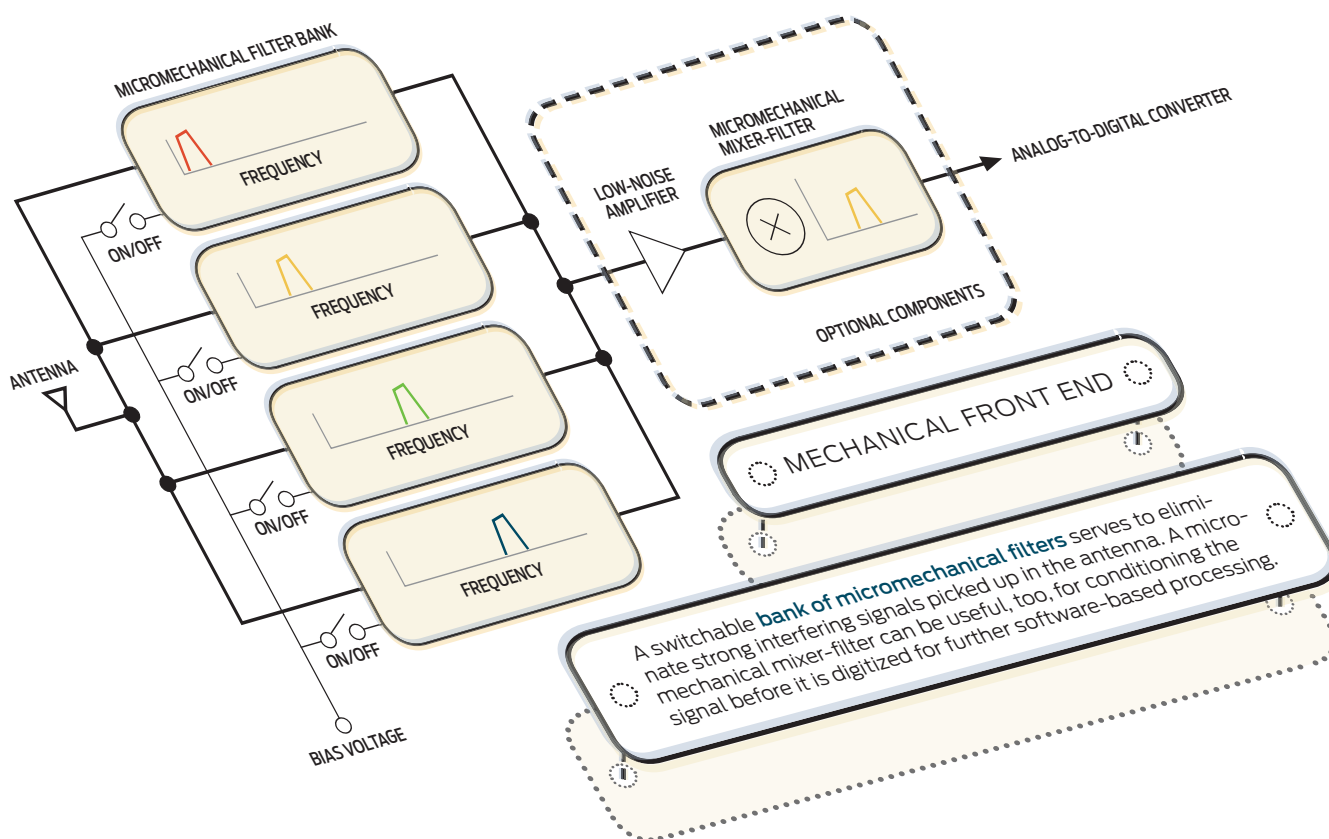 MICROMECHANICAL FILTER BANK
FREQUENCY
ON/OFF
FREQUENCY
ON/OFF
FREQUENCY
ON/OFF
FREQUENCY
ON/OFF
ANTENNA
BIAS VOLTAGE
LOW-NOISE
AMPLIFIER
MICROMECHANICAL
MIXER-FILTER
OPTIONAL COMPONENTS
ANALOG-TO-DIGITAL CONVERTER
MECHANICAL FRONT END
A switchable bank of micromechanical filters serves to elimi-
nate strong interfering signals picked up in the antenna. A micro-
mechanical mixer-filter can be useful, too, for conditioning the
signal before it is digitized for further software-based processing.